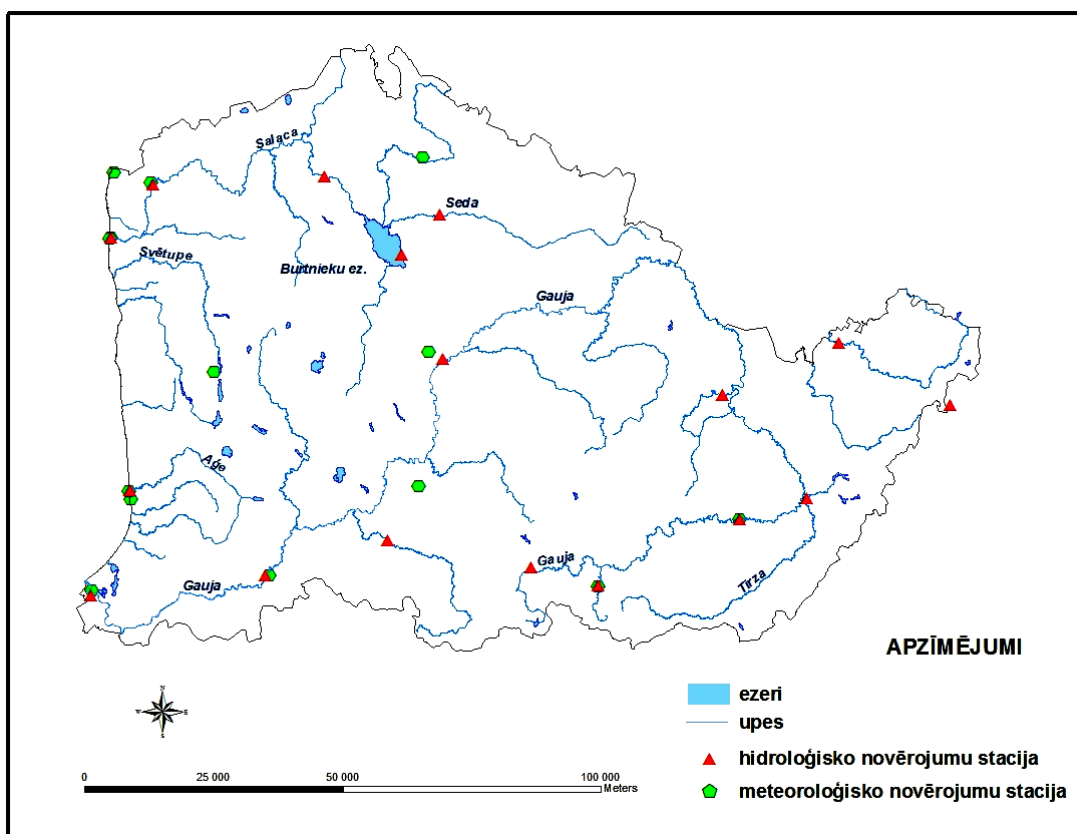 Salaca
Seda
Svētupe
Burtnieku ez.
Gauja
Aģe
Gauja
Gauja
Tirza
APZĪMĒJUMI
ezeri
upes
hidroloģisko novērojumu stacija
meteoroloģisko novērojumu stacija
0 25 000 50 000 100 000
Meters